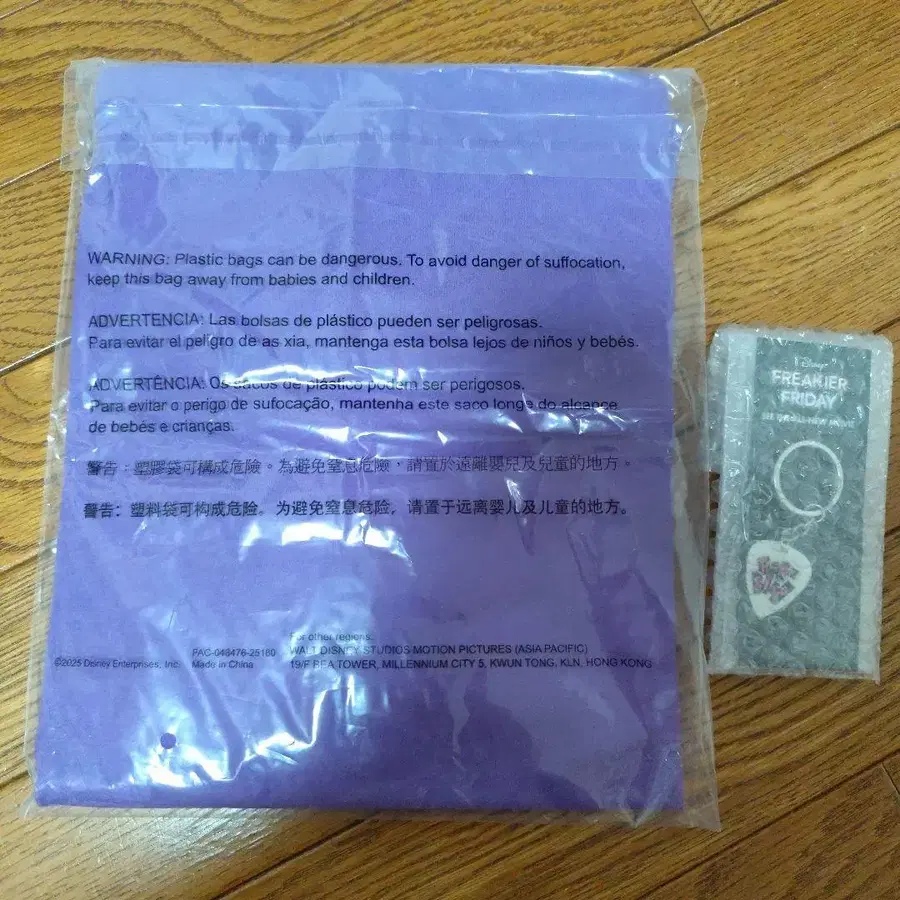 WARNING: Plastic bags can be dangerous. To avoid danger of suffocation,
keep this bag away from babies and children.
ADVERTENCIA: Las bolsas de plástico pueden ser peligrosas.
Para evitar el peligro de as xia, mantenga esta bolsa lejos de niños y bebés.
ADVERTÊNCIA: Os sacos de plástico podem ser perigosos.
Para evitar o perigo de sufocação, mantenha este saco longe do alcance
de bebés e crianças.
警告：塑膠袋可構成危險。為避免窒息危險，請置於遠離嬰兒及兒童的地方。
警告：塑料袋可构成危险。为避免窒息危险，请置于远离婴儿及儿童的地方。
For other regions:
©2025 Disney Enterprises, Inc. FAC-048476-25160 WALT DISNEY STUDIOS MOTION PICTURES (ASIA PACIFIC)
Made in China 19/F BEA TOWER, MILLENNIUM CITY 5, KWUN TONG, KLN, HONG KONG
Disney
FREAKIER
FRIDAY